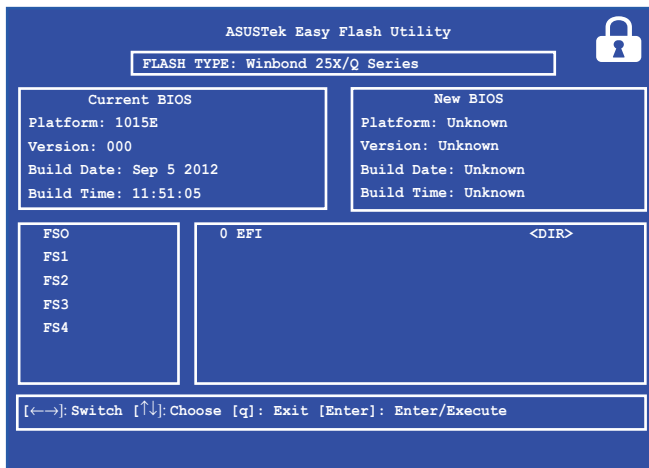 ASUSTek Easy Flash Utility
FLASH TYPE: Winbond 25X/Q Series
Current BIOS
Platform: 1015E
Version: 000
Build Date: Sep 5 2012
Build Time: 11:51:05
New BIOS
Platform: Unknown
Version: Unknown
Build Date: Unknown
Build Time: Unknown
FSO
FS1
FS2
FS3
FS4
0 EFI <DIR>
[←→]: Switch [↑↓]: Choose [q]: Exit [Enter]: Enter/Execute